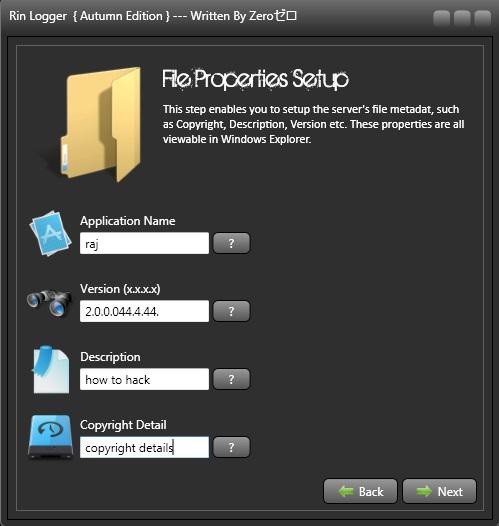 Rin Logger { Autumn Edition } --- Written By Zeroゼロ
File Properties Setup
This step enables you to setup the server's file metadat, such
as Copyright, Description, Version etc. These properties are all
viewable in Windows Explorer.
Application Name
raj
?
Version (x.x.x.x)
2.0.0.044.4.44.
?
Description
how to hack
?
Copyright Detail
copyright details
?
Back
Next